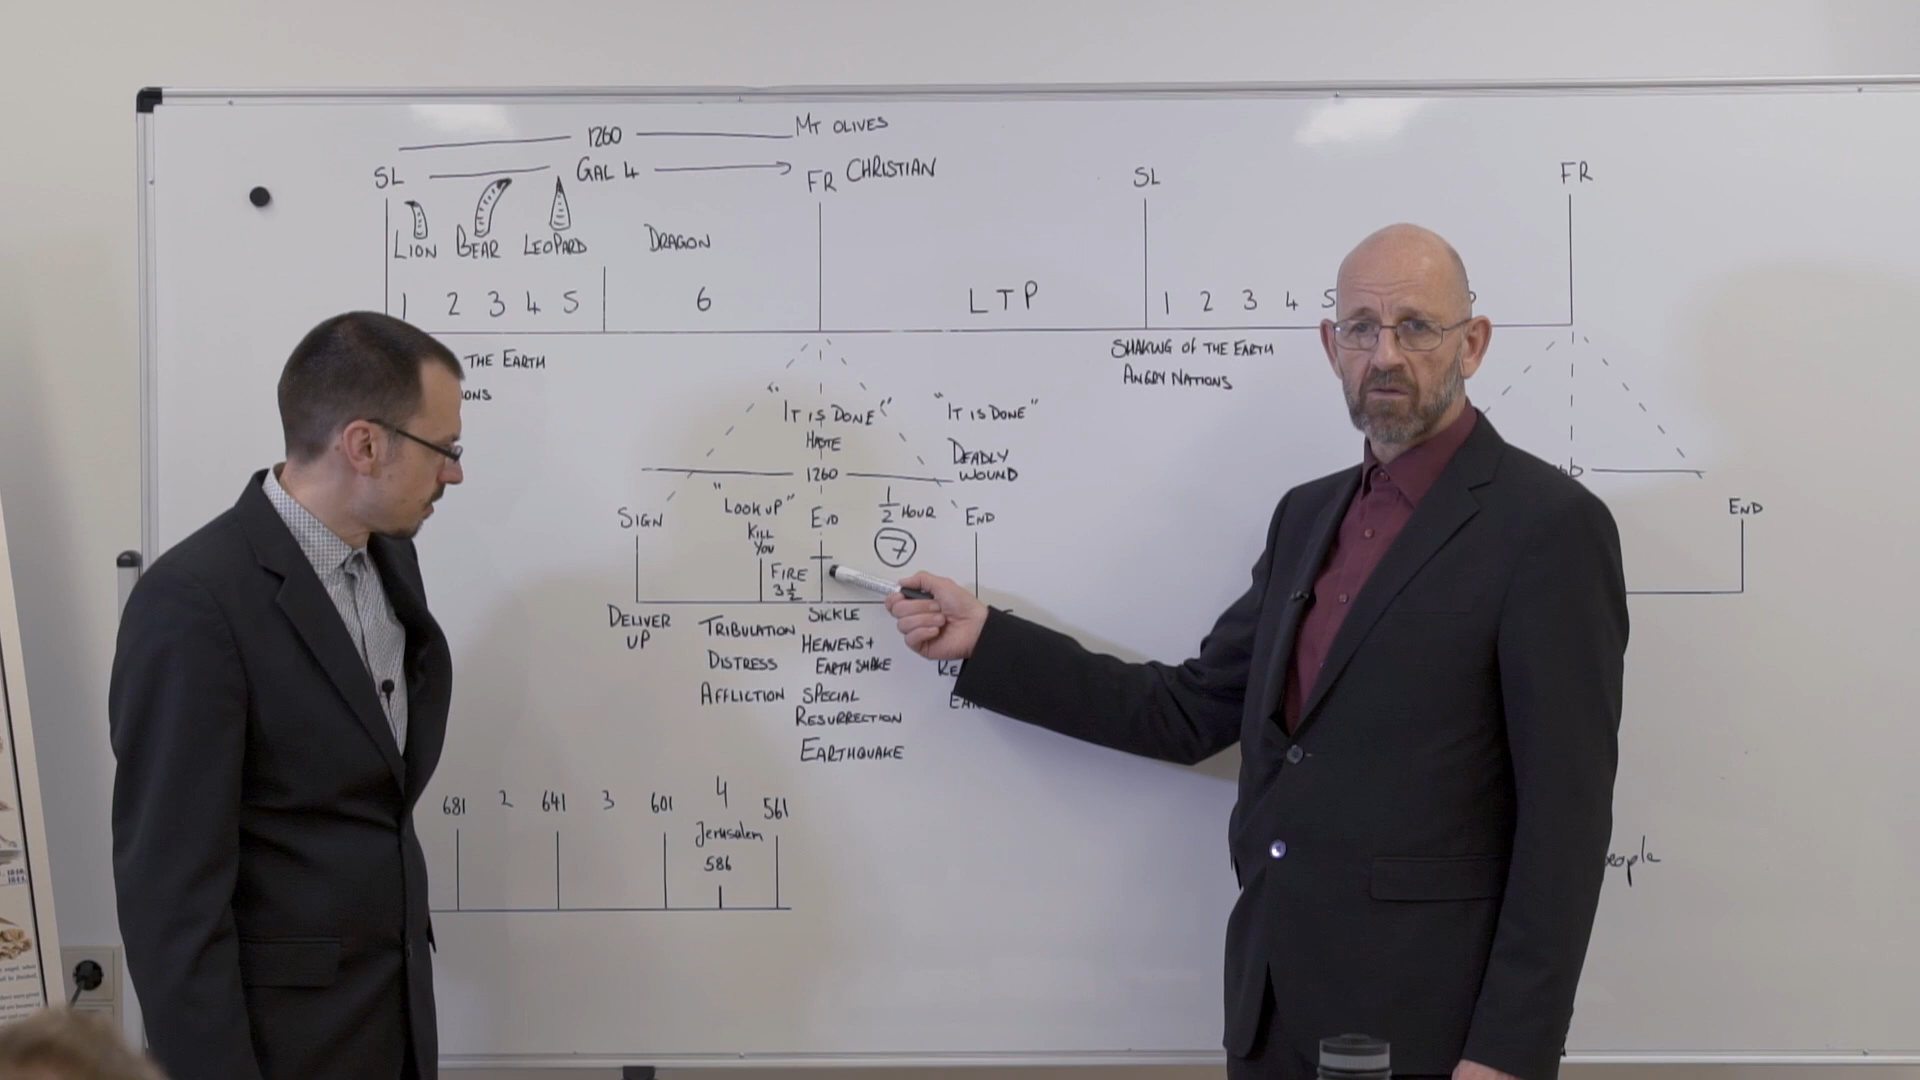 1260 MT OLIVES
SL GAL 4 FR CHRISTIAN SL FR
LION BEAR LEOPARD DRAGON
1 2 3 4 5 6 LTP 1 2 3 4 5
THE EARTH
SHAKING OF THE EARTH
ANGRY NATIONS
"IT IS DONE" "IT IS DONE"
HASTE
DEADLY
WOUND
1260
"LOOK UP"
KILL
YOU
SIGN END 1/2 HOUR END END
7
FIRE
3 1/2
DELIVER
UP
TRIBULATION
DISTRESS
AFFLICTION
SICKLE
HEAVENS +
EARTH SHAKE
SPECIAL
RESURRECTION
EARTHQUAKE
681 2 641 3 601 4 561
Jerusalem
586